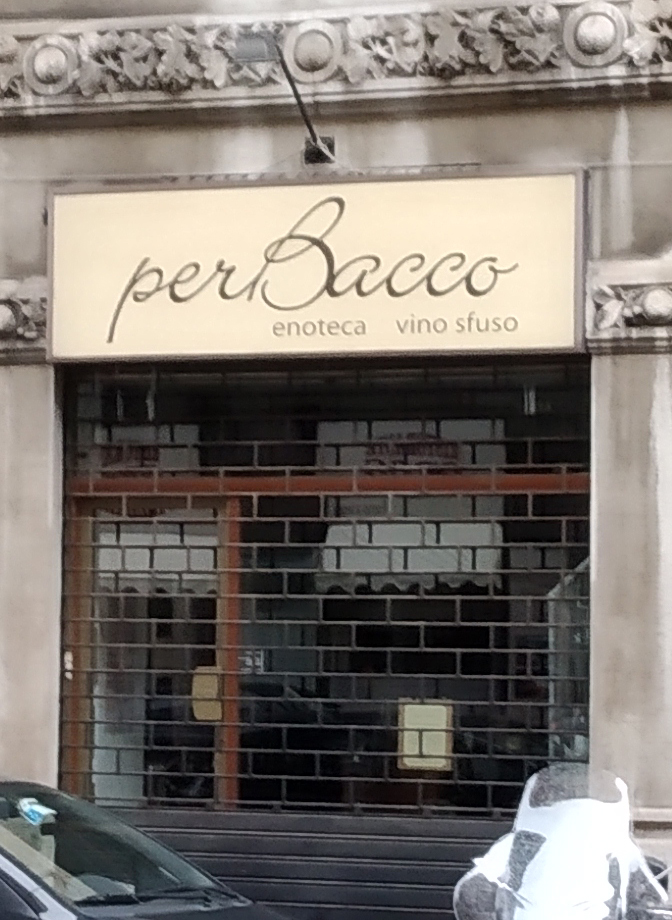 perBacco
enoteca vino sfuso